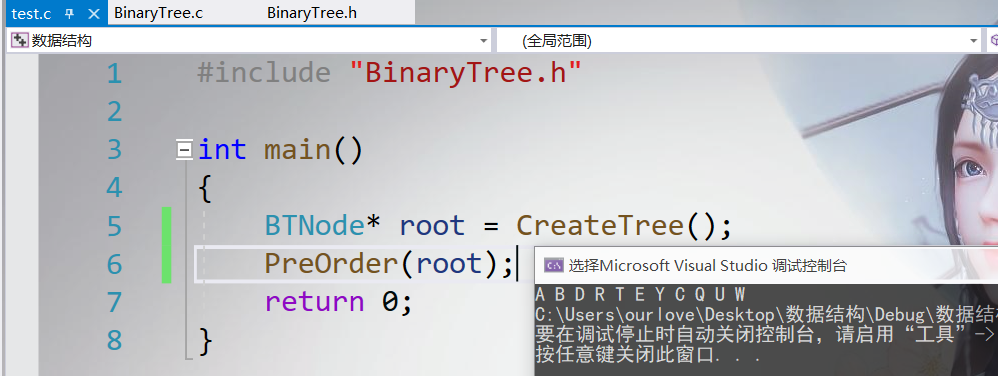 test.c BinaryTree.c BinaryTree.h
数据结构 (全局范围)
1 #include "BinaryTree.h"
2
3 int main()
4 {
5 BTNode* root = CreateTree();
6 PreOrder(root);
7 return 0;
8 }
选择Microsoft Visual Studio 调试控制台
A B D R T E Y C Q U W
C:\Users\ourlove\Desktop\数据结构\Debug\数据结
要在调试停止时自动关闭控制台，请启用“工具”->
按任意键关闭此窗口. . .